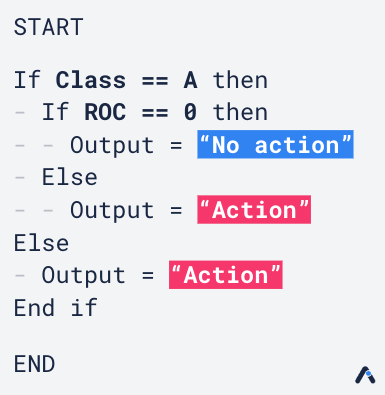 START
If Class == A then
- If ROC == 0 then
- - Output = “No action”
- Else
- - Output = “Action”
Else
- Output = “Action”
End if
END